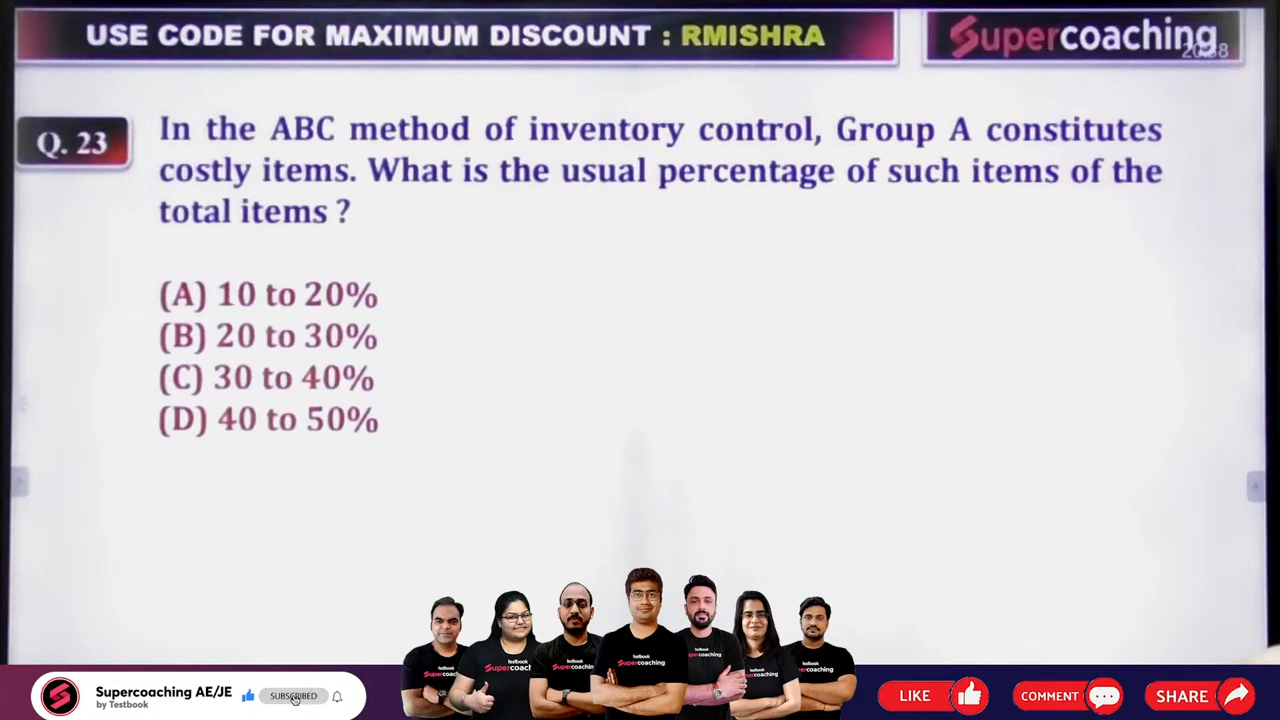 USE CODE FOR MAXIMUM DISCOUNT : RMISHRA
Supercoaching
Q. 23
In the ABC method of inventory control, Group A constitutes
costly items. What is the usual percentage of such items of the
total items ?
(A) 10 to 20%
(B) 20 to 30%
(C) 30 to 40%
(D) 40 to 50%
testbook
Supercoaching
Supercoaching AE/JE
by Testbook
SUBSCRIBED
LIKE
COMMENT
SHARE